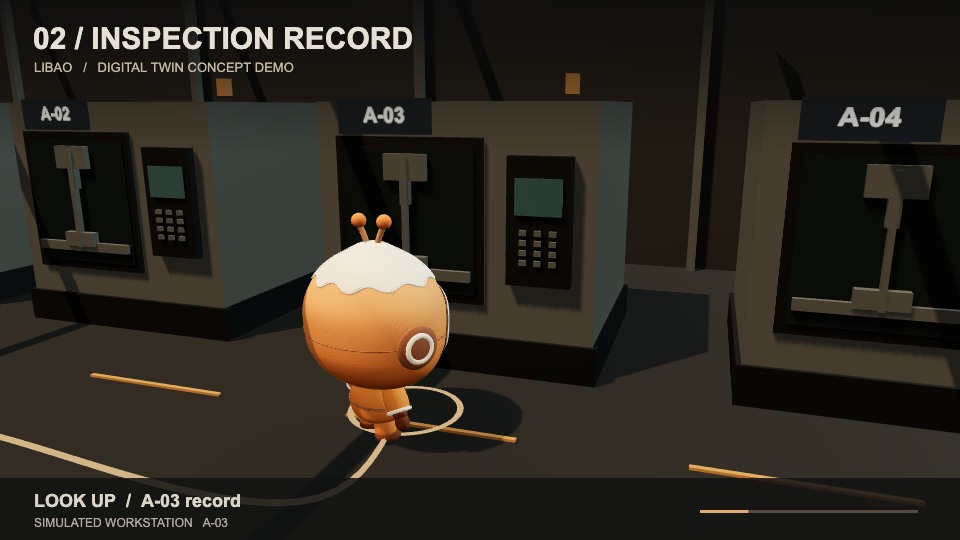 02 / INSPECTION RECORD
LIBAO / DIGITAL TWIN CONCEPT DEMO
A-02
A-03
A-04
LOOK UP / A-03 record
SIMULATED WORKSTATION A-03